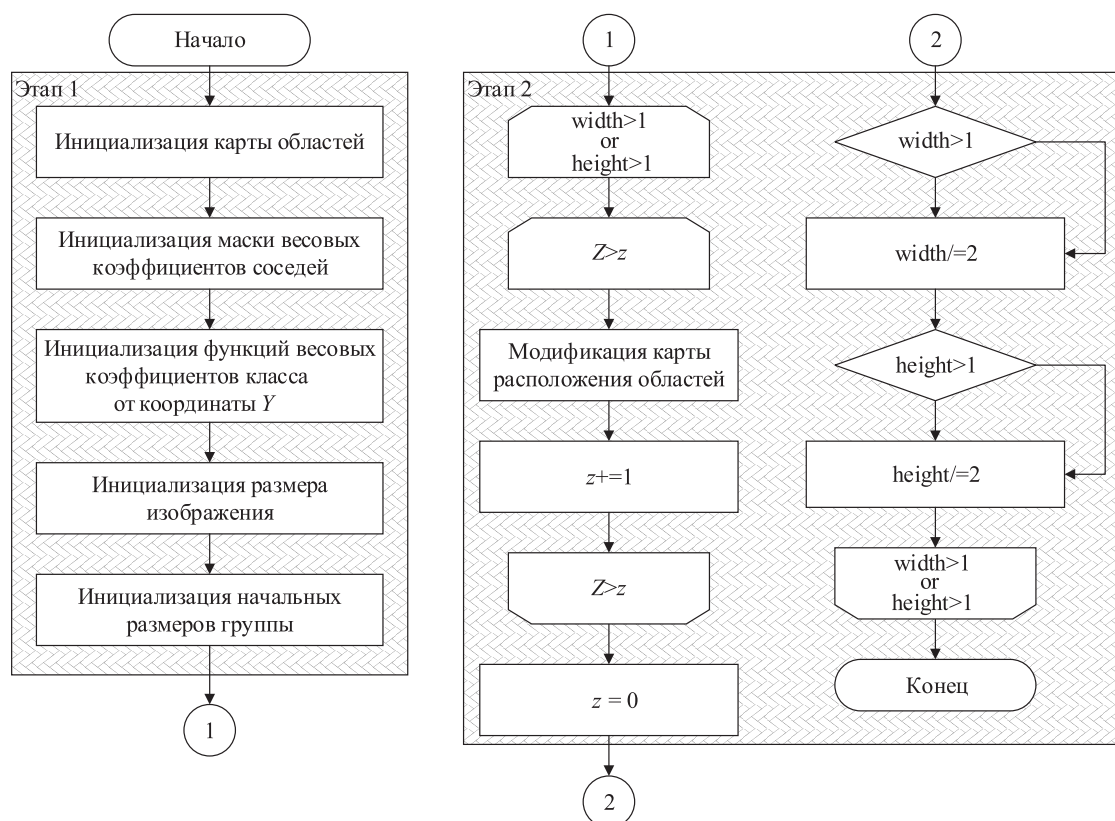 Начало
Этап 1
Инициализация карты областей
Инициализация маски весовых
коэффициентов соседей
Инициализация функций весовых
коэффициентов класса
от координаты Y
Инициализация размера
изображения
Инициализация начальных
размеров группы
1
1
Этап 2
width>1
or
height>1
Z>z
Модификация карты
расположения областей
z+=1
Z>z
z = 0
2
2
width>1
width/=2
height>1
height/=2
width>1
or
height>1
Конец